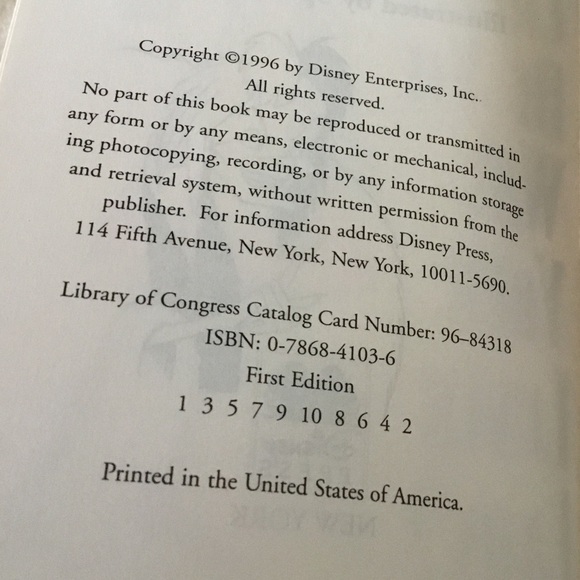 Copyright ©1996 by Disney Enterprises, Inc.
All rights reserved.
No part of this book may be reproduced or transmitted in
any form or by any means, electronic or mechanical, includ-
ing photocopying, recording, or by any information storage
and retrieval system, without written permission from the
publisher. For information address Disney Press,
114 Fifth Avenue, New York, New York, 10011-5690.
Library of Congress Catalog Card Number: 96–84318
ISBN: 0-7868-4103-6
First Edition
1 3 5 7 9 10 8 6 4 2
Printed in the United States of America.